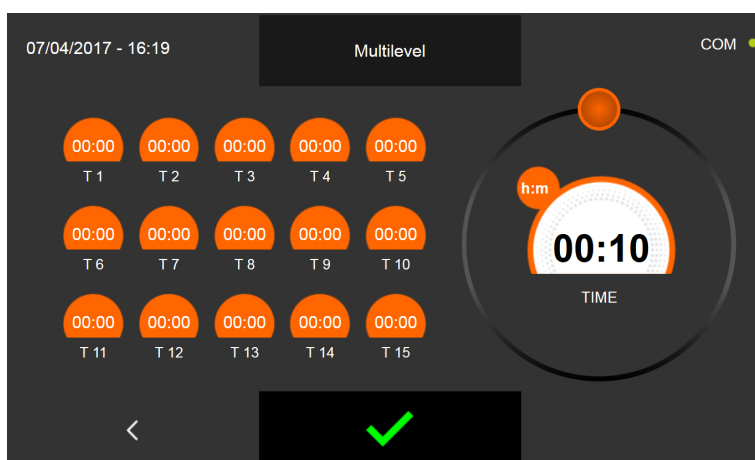 07/04/2017 - 16:19
Multilevel
COM
00:00 00:00 00:00 00:00 00:00
T 1 T 2 T 3 T 4 T 5
00:00 00:00 00:00 00:00 00:00
T 6 T 7 T 8 T 9 T 10
00:00 00:00 00:00 00:00 00:00
T 11 T 12 T 13 T 14 T 15
h:m
00:10
TIME